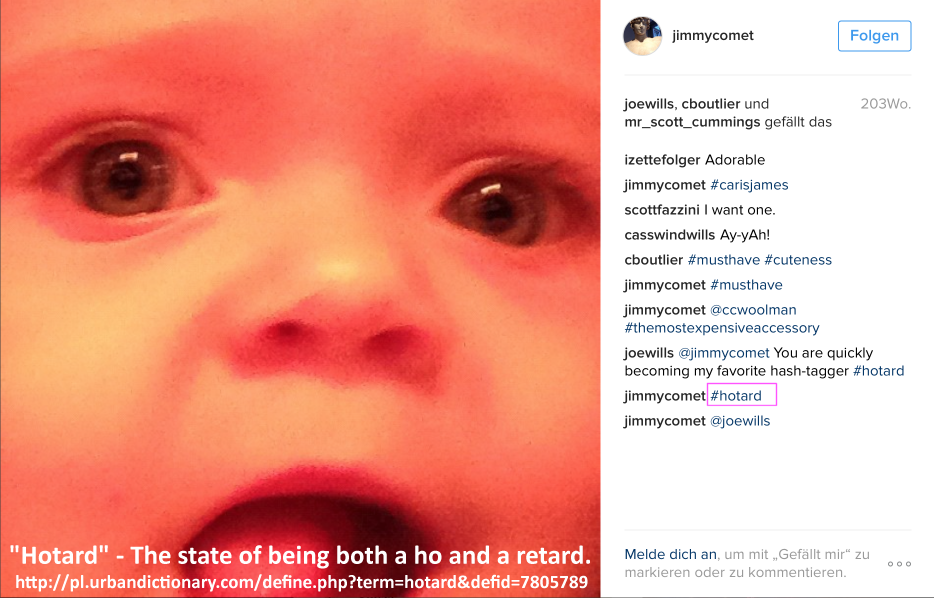 jimmycomet
Folgen
joewills, cboutlier und
mr_scott_cummings gefällt das
203Wo.
izettefolger Adorable
jimmycomet #carisjames
scottfazzini I want one.
casswindwills Ay-yAh!
cboutlier #musthave #cuteness
jimmycomet #musthave
jimmycomet @ccwoolman
#themostexpensiveaccessory
joewills @jimmycomet You are quickly
becoming my favorite hash-tagger #hotard
jimmycomet #hotard
jimmycomet @joewills
Melde dich an, um mit „Gefällt mir“ zu
markieren oder zu kommentieren.
"Hotard" - The state of being both a ho and a retard.
http://pl.urbandictionary.com/define.php?term=hotard&defid=7805789